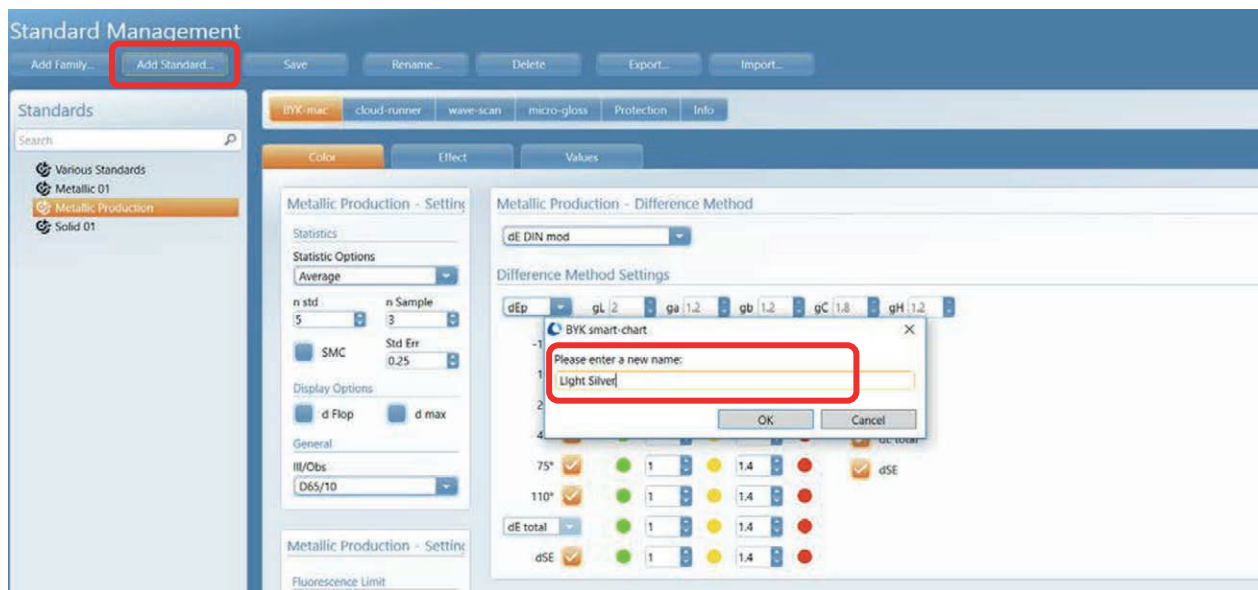 Standard Management
Add Family... Add Standard... Save Rename... Delete Export... Import...
Standards
Search
Various Standards
Metallic 01
Metallic Production
Solid 01
BYK-mac cloud-runner wave-scan micro-gloss Protection Info
Color Effect Values
Metallic Production - Setting
Statistics
Statistic Options
Average
n std n Sample
5 3
SMC Std Err
0.25
Display Options
d Flop d max
General
Ill/Obs
D65/10
Metallic Production - Setting
Fluorescence Limit
Metallic Production - Difference Method
dE DIN mod
Difference Method Settings
dEp gL 2 ga 1.2 gb 1.2 gC 1.8 gH 1.2
BYK smart-chart
Please enter a new name:
Light Silver
OK Cancel
-1
1
2
4
dC total
75° 1 1.4 dSE
110° 1 1.4
dE total 1 1.4
dSE 1 1.4